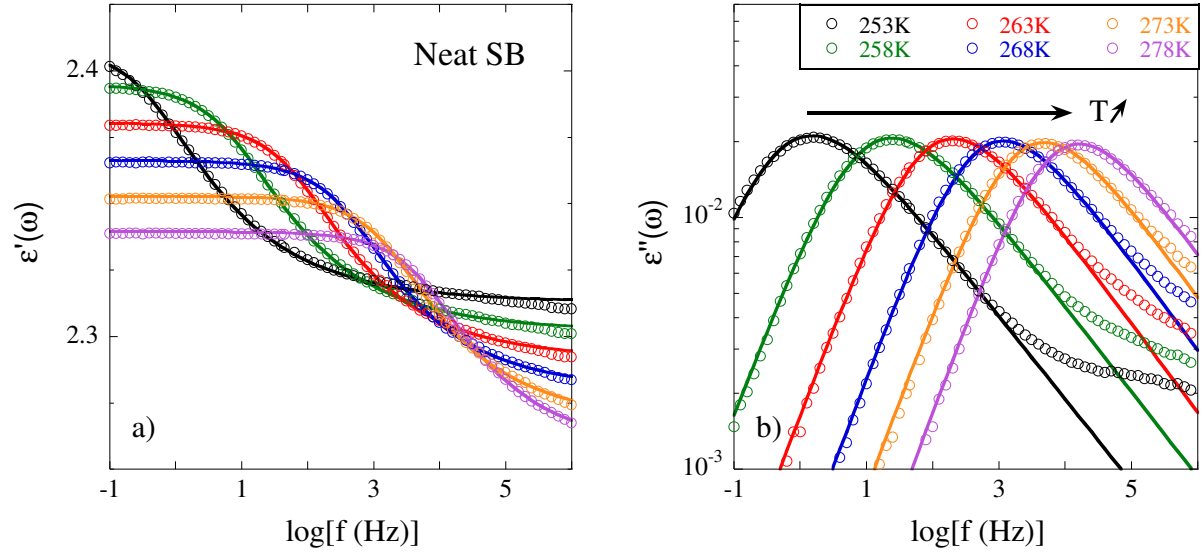 Neat SB
2.4
2.3
ε'(ω)
a)
-1 1 3 5
log[f (Hz)]
253K 263K 273K
258K 268K 278K
T
10⁻²
10⁻³
ε''(ω)
b)
-1 1 3 5
log[f (Hz)]